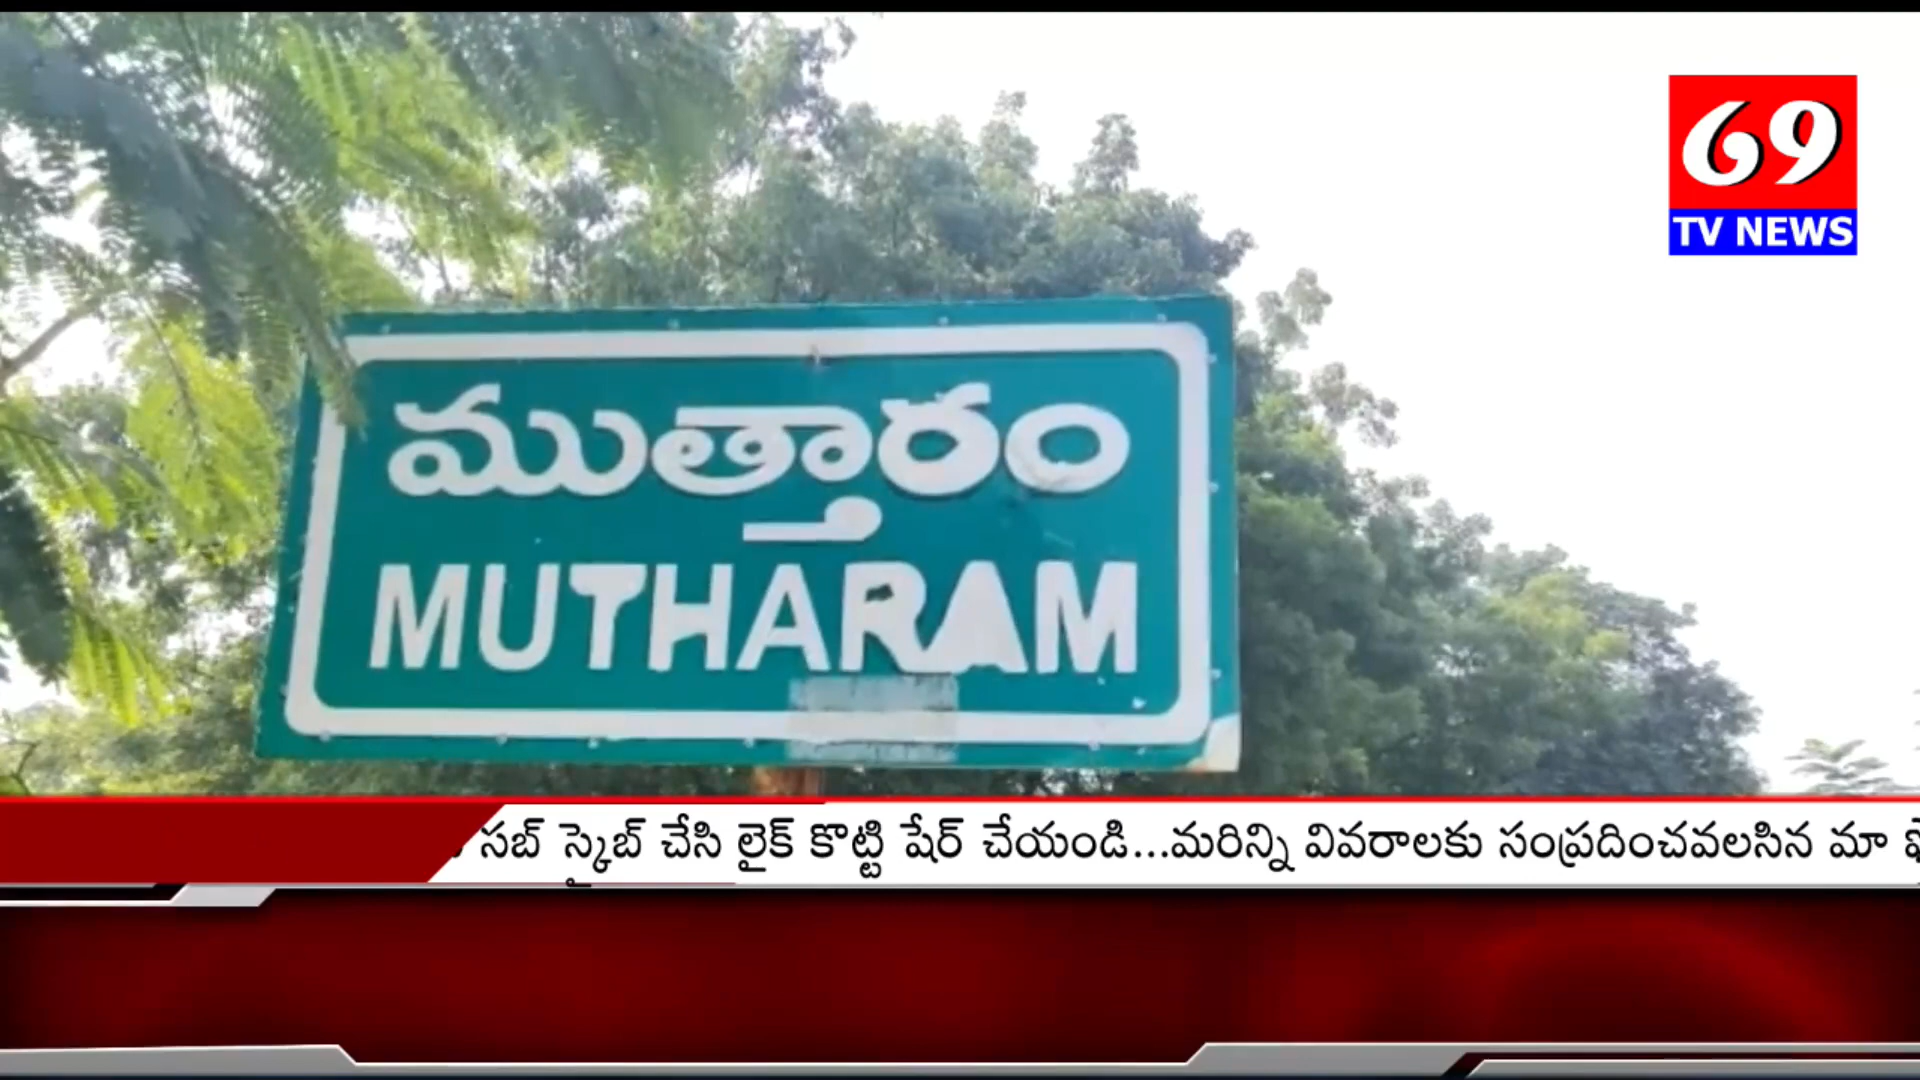 69
TV NEWS
ముత్తారం
MUTHARAM
సబ్ స్కైబ్ చేసి లైక్ కొట్టి షేర్ చేయండి...మరిన్ని వివరాలకు సంప్రదించవలసిన మా